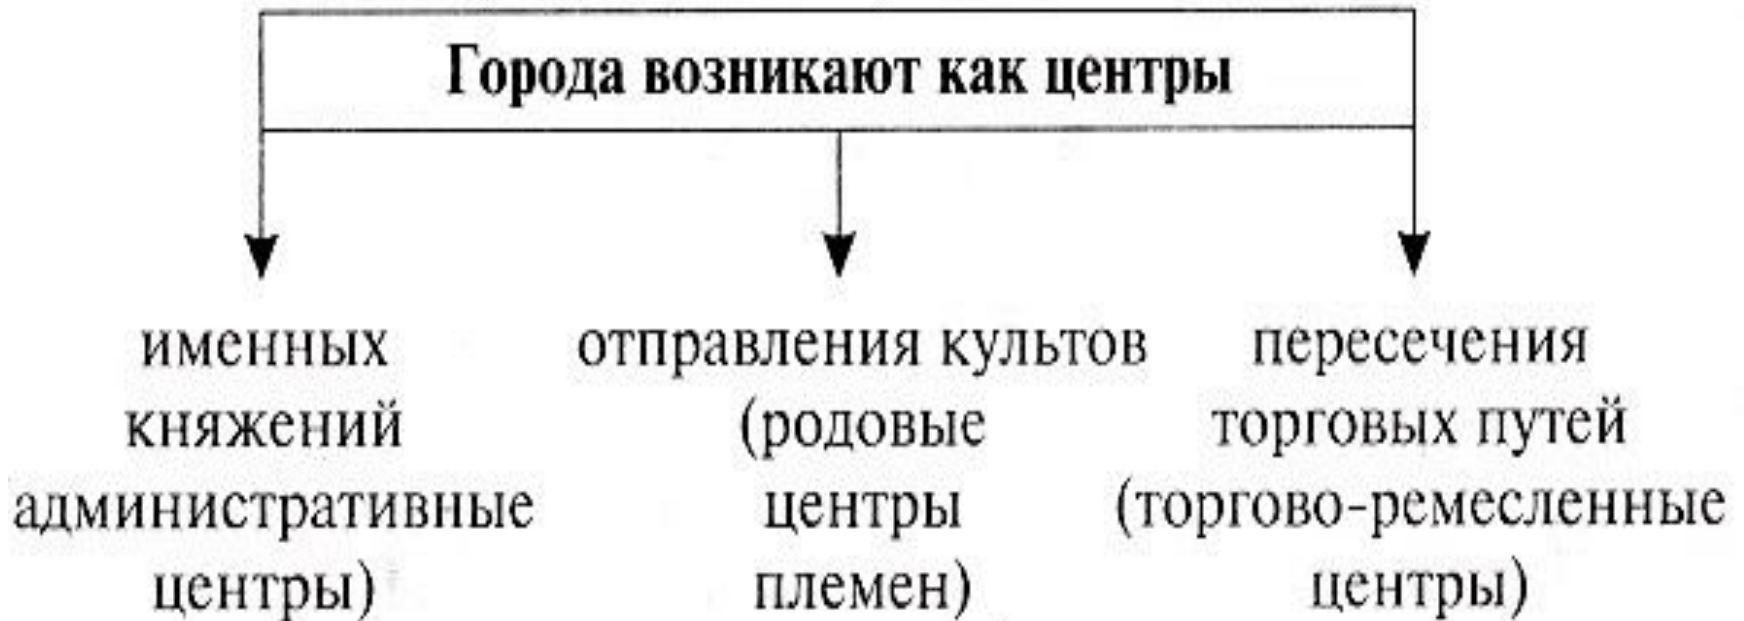 Города возникают как центры
именных
княжений
административные
центры)
отправления культов
(родовые
центры
племен)
пересечения
торговых путей
(торгово-ремесленные
центры)